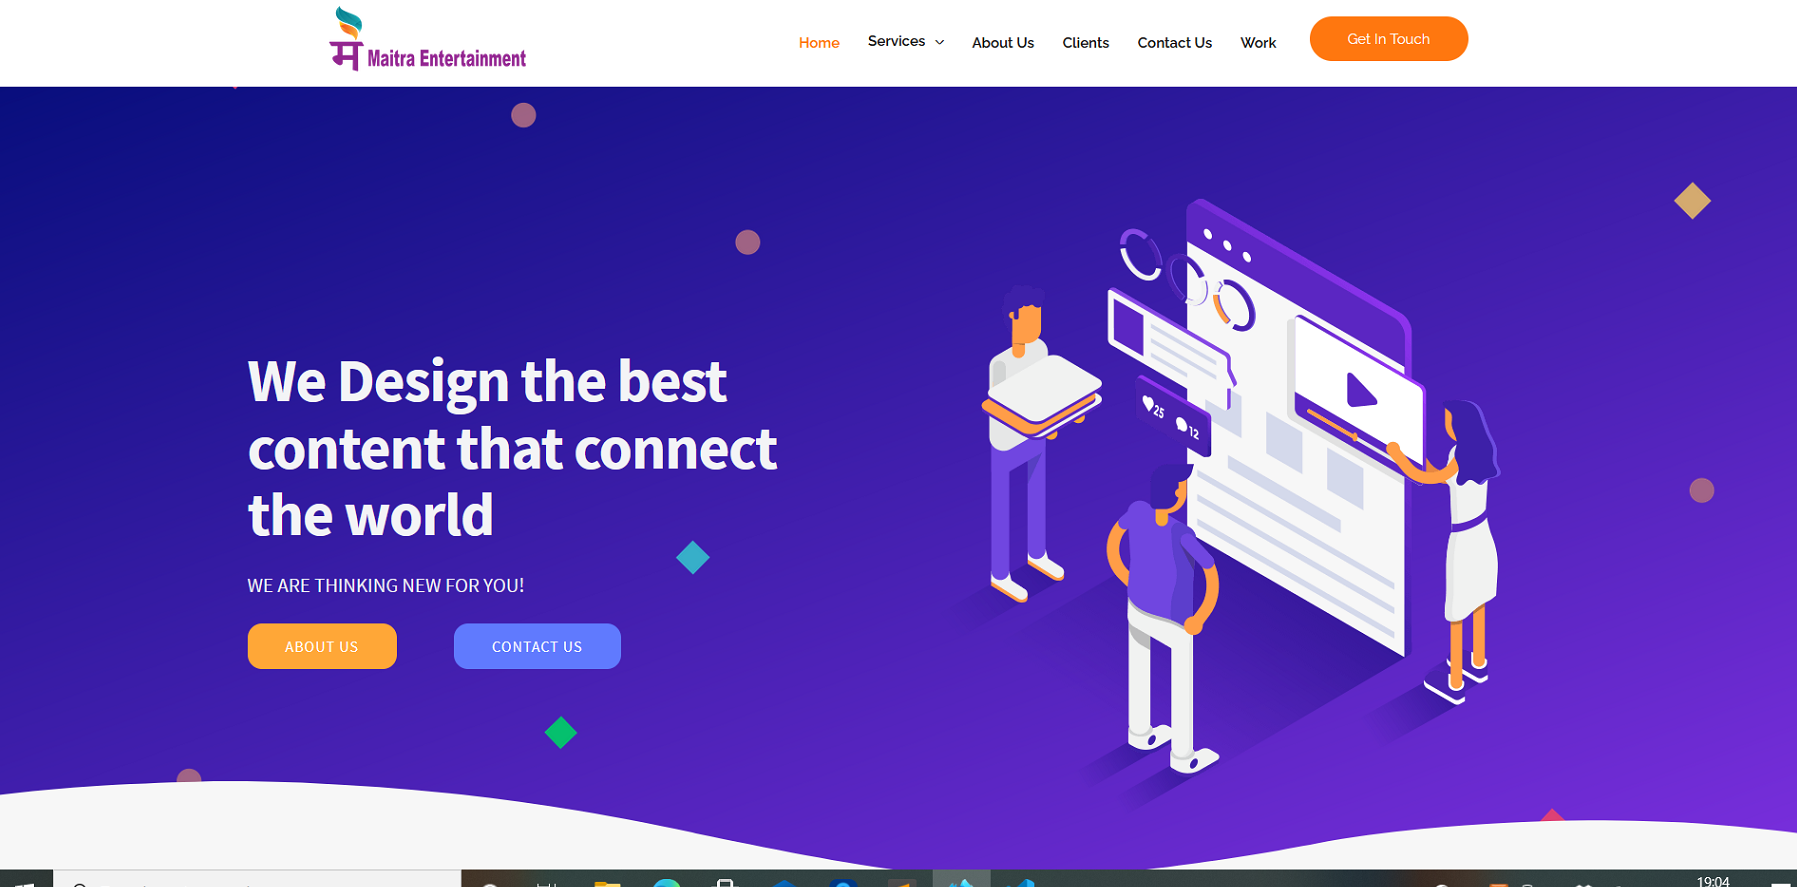 म Maitra Entertainment
Home Services About Us Clients Contact Us Work Get In Touch
25
12
We Design the best
content that connect
the world
WE ARE THINKING NEW FOR YOU!
ABOUT US CONTACT US
19:04